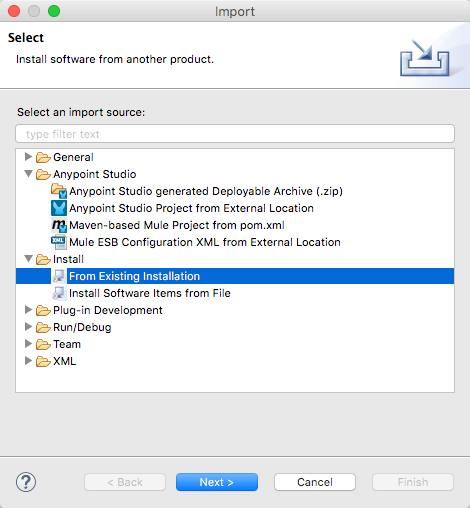 Import
Select
Install software from another product.
Select an import source:
type filter text
General
Anypoint Studio
Anypoint Studio generated Deployable Archive (.zip)
Anypoint Studio Project from External Location
m Maven-based Mule Project from pom.xml
XML Mule ESB Configuration XML from External Location
Install
From Existing Installation
Install Software Items from File
Plug-in Development
Run/Debug
Team
XML
? < Back Next > Cancel Finish